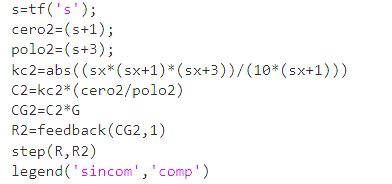 s=tf('s');
cero2=(s+1);
polo2=(s+3);
kc2=abs((sx*(sx+1)*(sx+3))/(10*(sx+1)))
C2=kc2*(cero2/polo2)
CG2=C2*G
R2=feedback(CG2,1)
step(R,R2)
legend('sincom','comp')